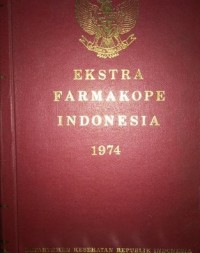 EKSTRA
FARMAKOPE
INDONESIA
1974
KESEHATAN REPUBLIK INDONESIA